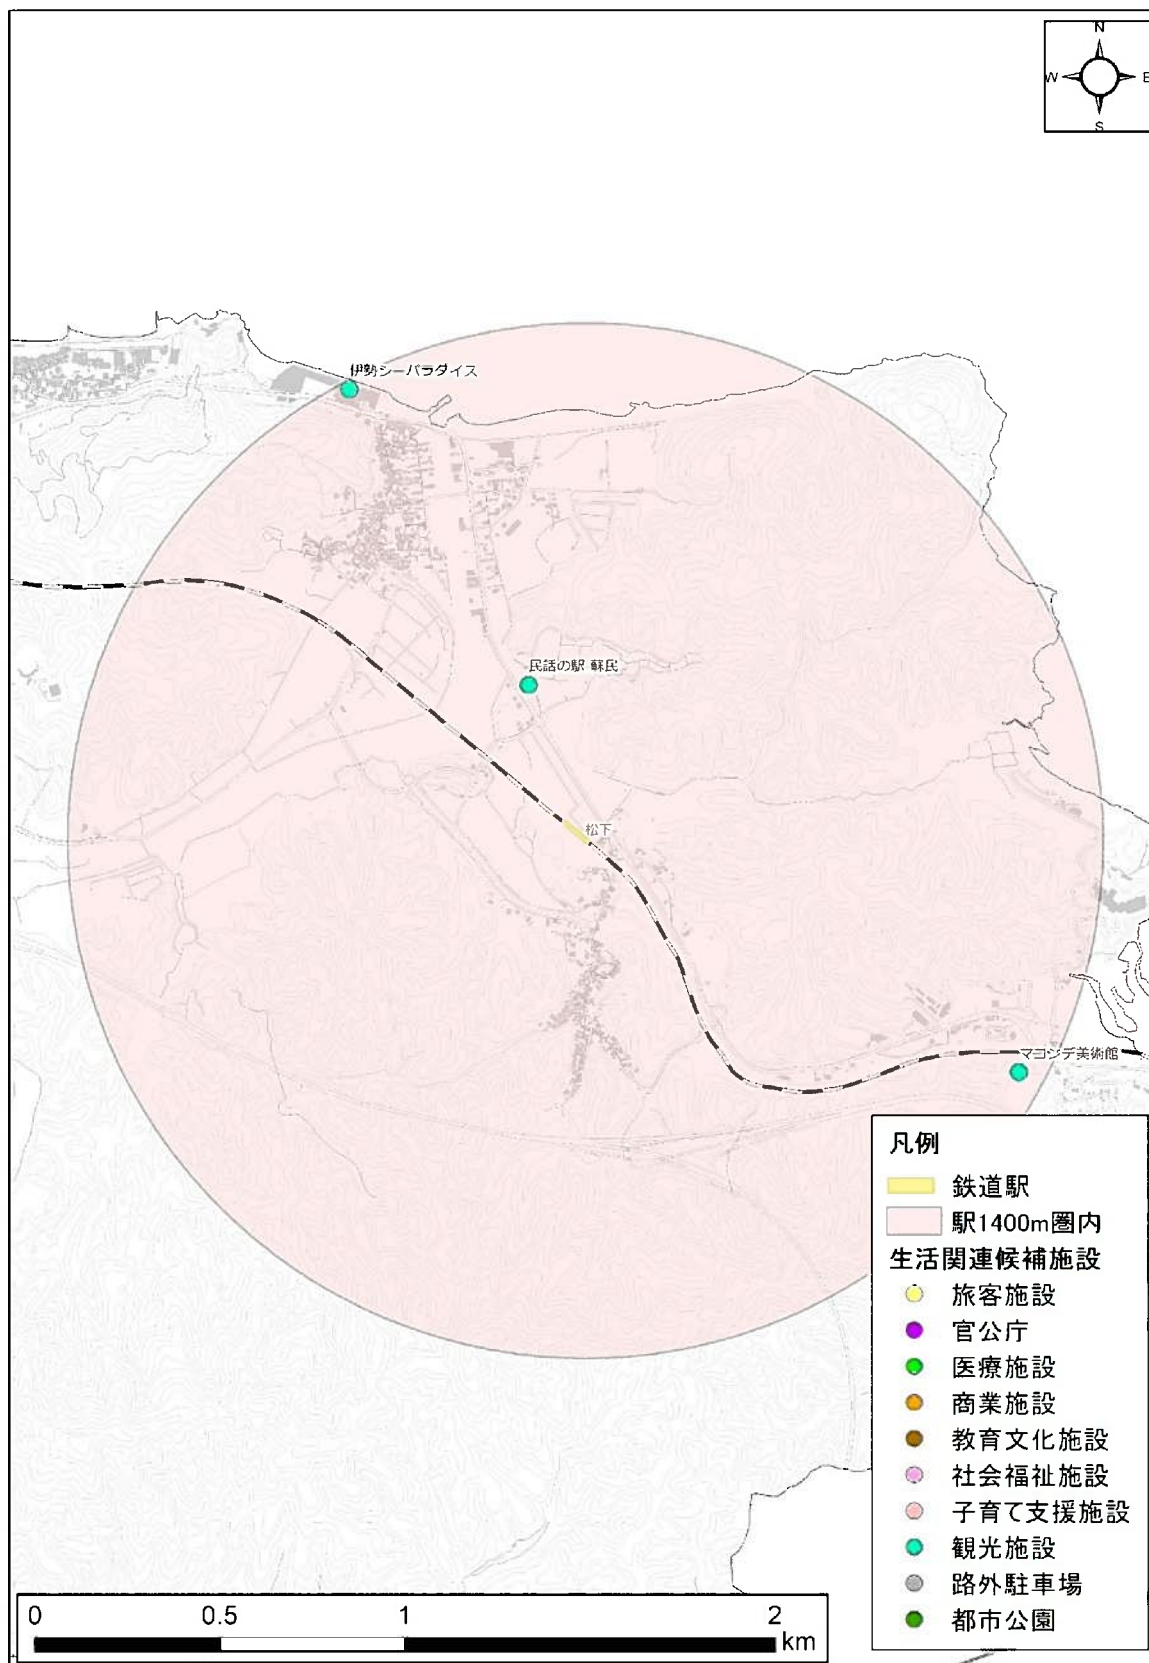 N
W E
S
伊勢シーパラダイス
民話の駅 蘇民
松下
マコンデ美術館
凡例
鉄道駅
駅1400m圏内
生活関連候補施設
旅客施設
官公庁
医療施設
商業施設
教育文化施設
社会福祉施設
子育て支援施設
観光施設
路外駐車場
都市公園
0 0.5 1 2
km